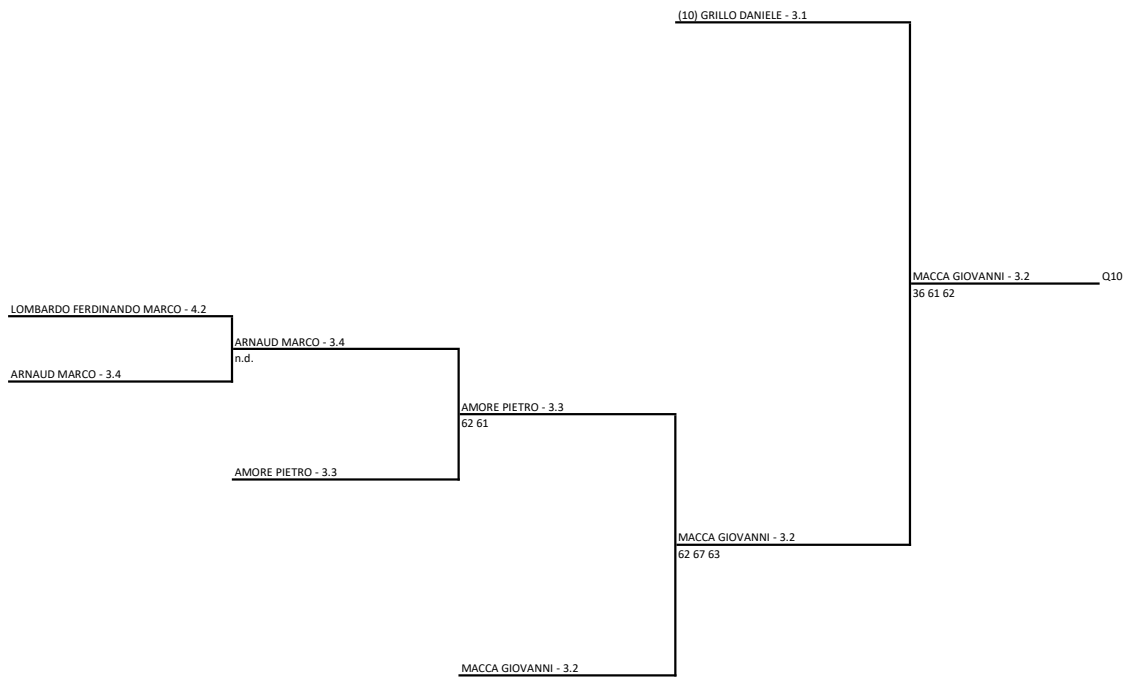 (10) GRILLO DANIELE - 3.1
MACCA GIOVANNI - 3.2
Q10
36 61 62
LOMBARDO FERDINANDO MARCO - 4.2
ARNAUD MARCO - 3.4
n.d.
ARNAUD MARCO - 3.4
AMORE PIETRO - 3.3
62 61
AMORE PIETRO - 3.3
MACCA GIOVANNI - 3.2
62 67 63
MACCA GIOVANNI - 3.2